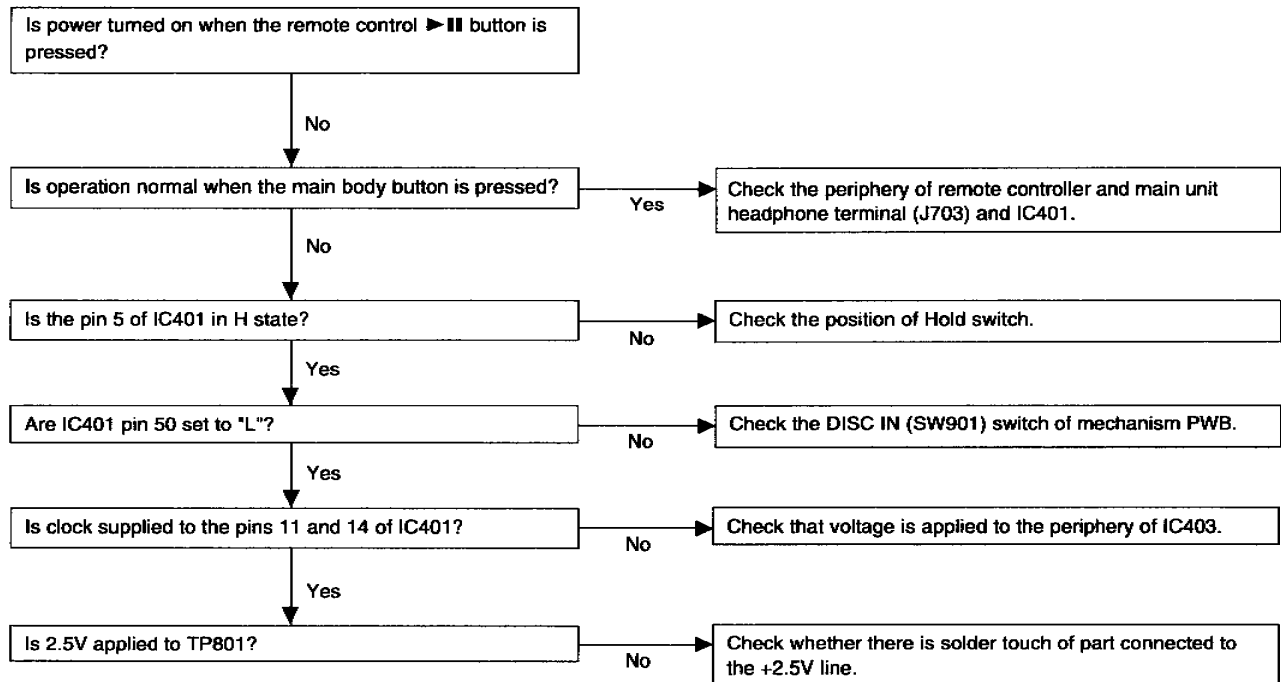 Is power turned on when the remote control ►❚❚ button is
pressed?
No
Is operation normal when the main body button is pressed?
Yes
Check the periphery of remote controller and main unit
headphone terminal (J703) and IC401.
No
Is the pin 5 of IC401 in H state?
No
Check the position of Hold switch.
Yes
Are IC401 pin 50 set to "L"?
No
Check the DISC IN (SW901) switch of mechanism PWB.
Yes
Is clock supplied to the pins 11 and 14 of IC401?
No
Check that voltage is applied to the periphery of IC403.
Yes
Is 2.5V applied to TP801?
No
Check whether there is solder touch of part connected to
the +2.5V line.